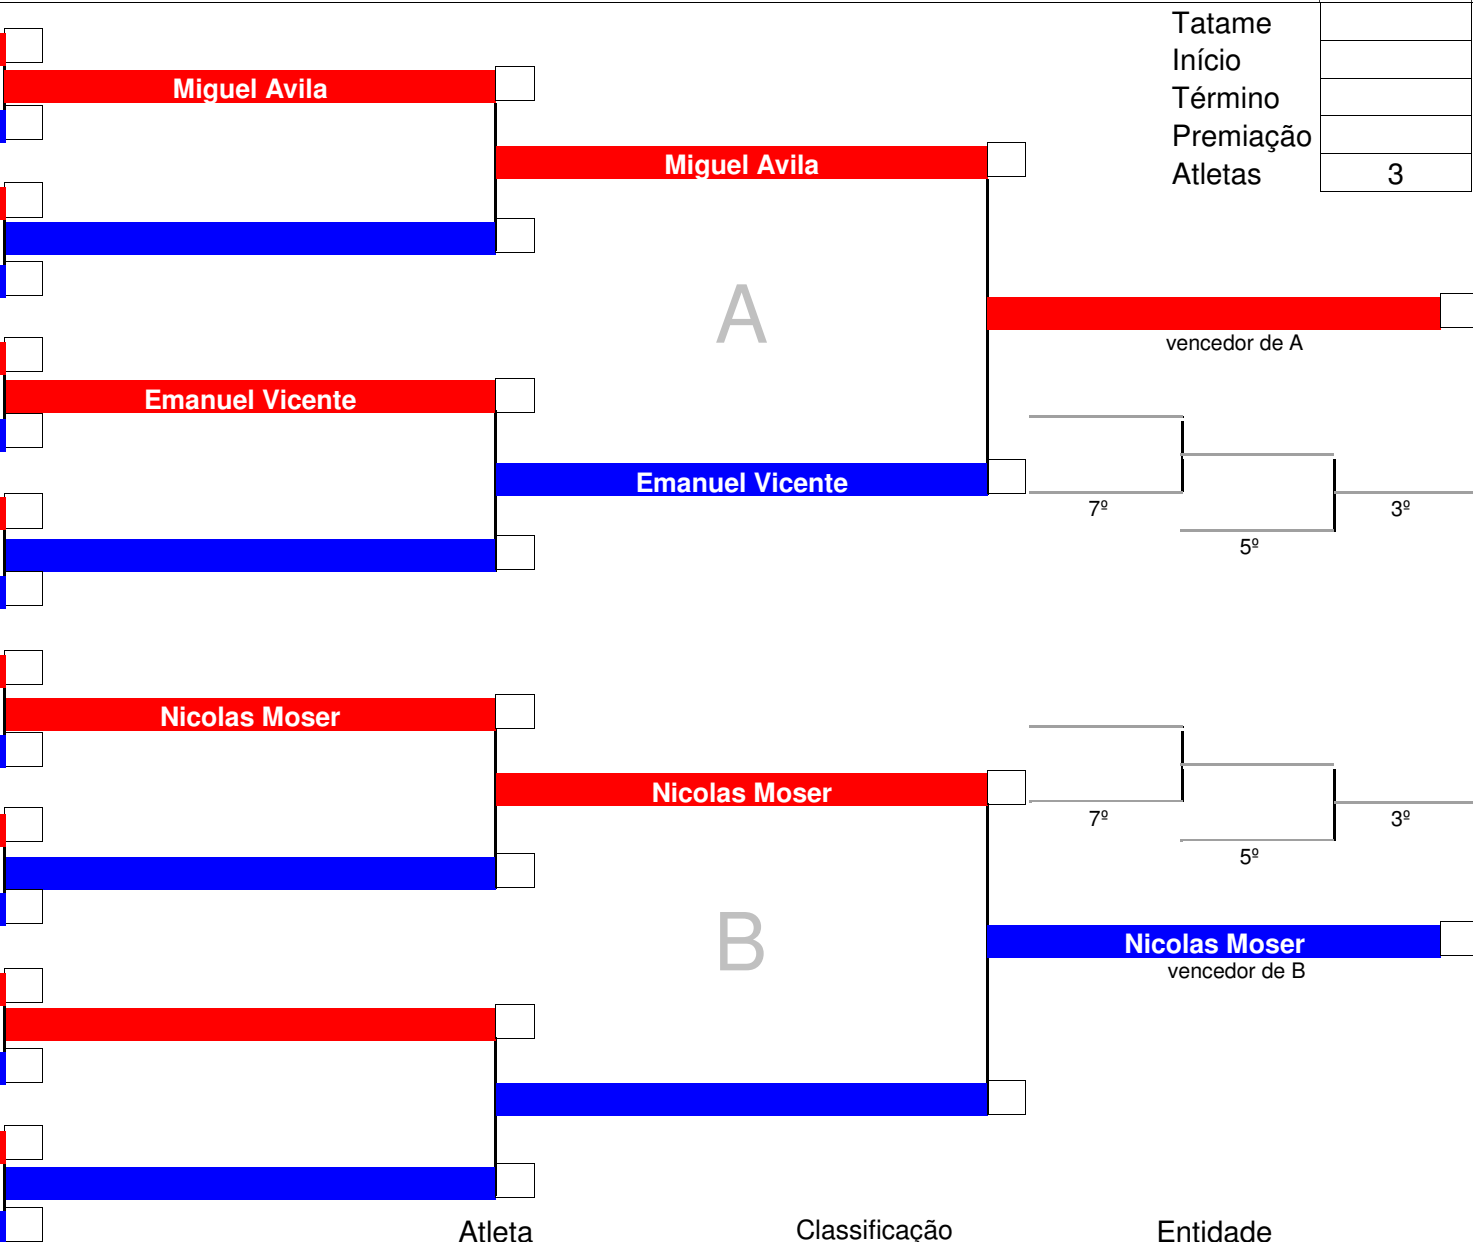 Tatame
Início
Término
Premiação
Atletas 3
Miguel Avila
Miguel Avila
A
vencedor de A
Emanuel Vicente
Emanuel Vicente
7º
3º
5º
Nicolas Moser
Nicolas Moser
7º
3º
5º
B
Nicolas Moser
vencedor de B
Atleta Classificação Entidade